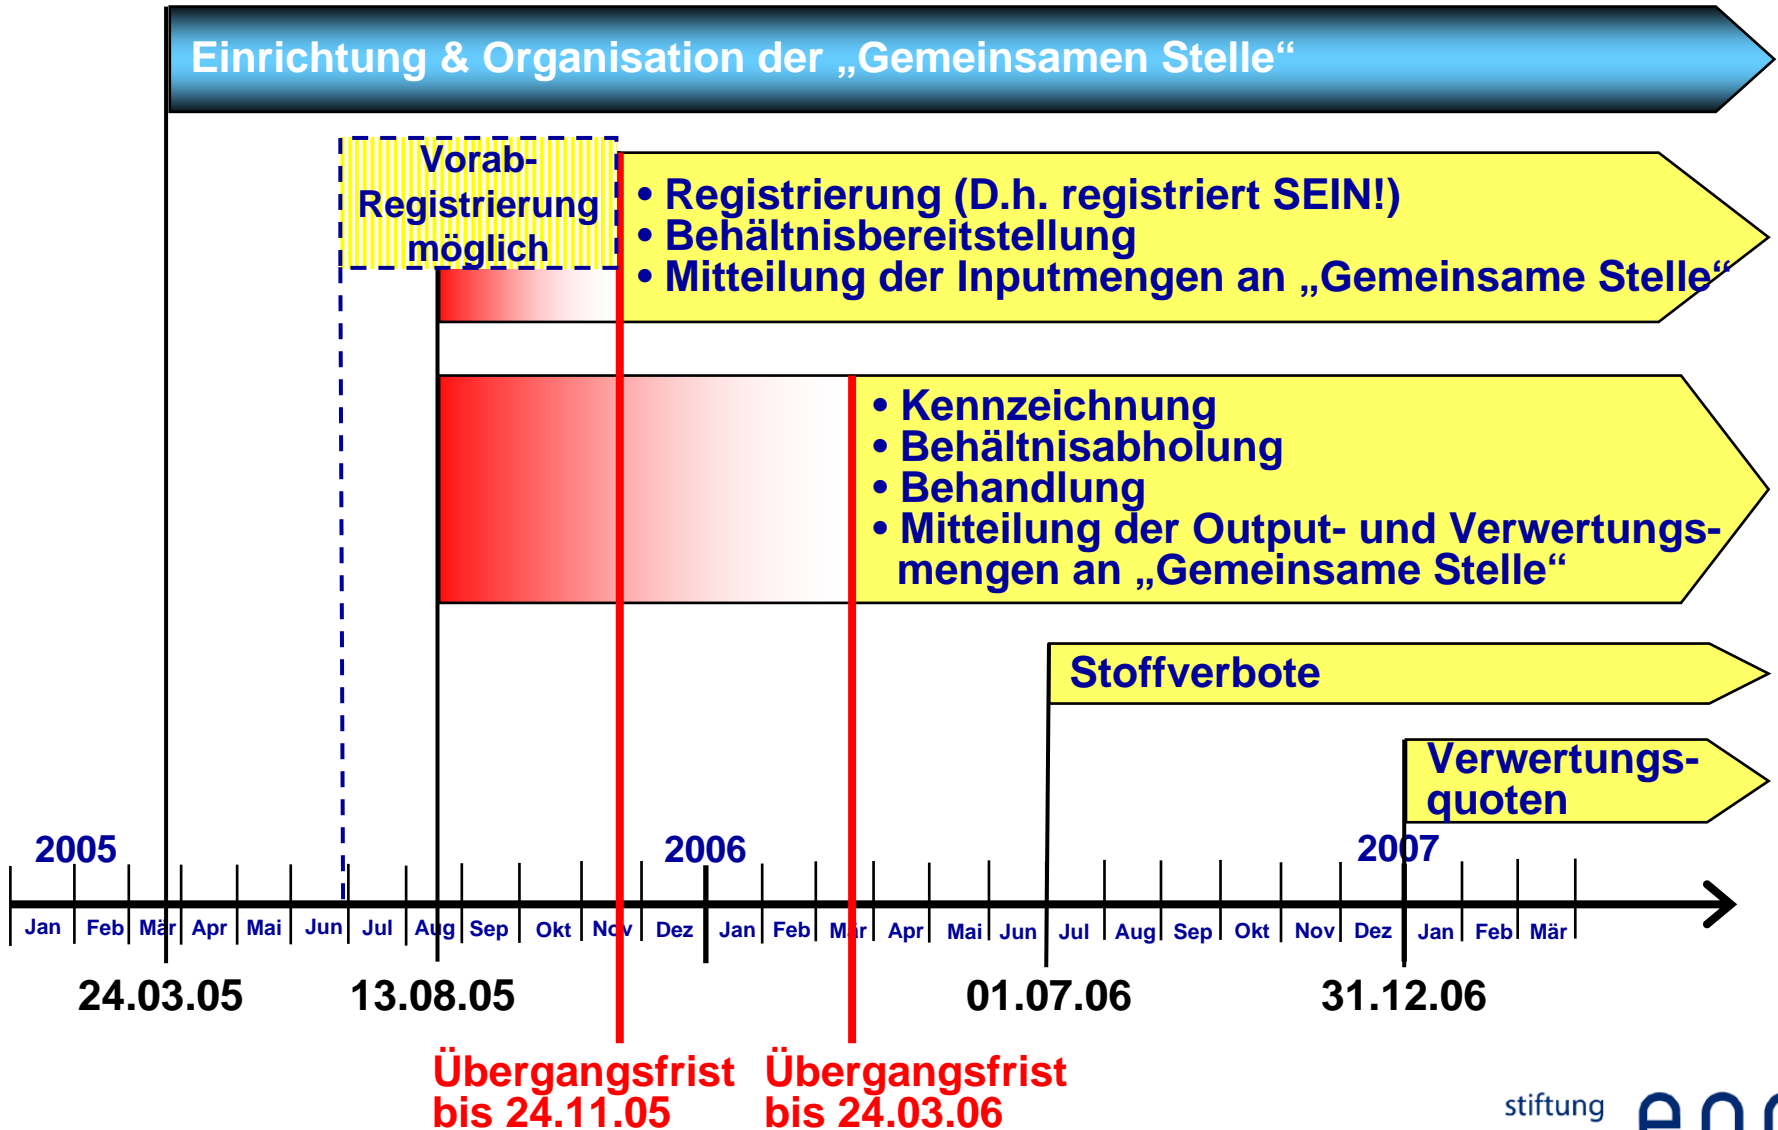 Einrichtung & Organisation der „Gemeinsamen Stelle“
Vorab-
Registrierung
möglich
• Registrierung (D.h. registriert SEIN!)
• Behältnisbereitstellung
• Mitteilung der Inputmengen an „Gemeinsame Stelle“
• Kennzeichnung
• Behältnisabholung
• Behandlung
• Mitteilung der Output- und Verwertungs-
mengen an „Gemeinsame Stelle“
Stoffverbote
Verwertungs-
quoten
2005 2006 2007
Jan Feb Mär Apr Mai Jun Jul Aug Sep Okt Nov Dez Jan Feb Mär Apr Mai Jun Jul Aug Sep Okt Nov Dez Jan Feb Mär
24.03.05 13.08.05 01.07.06 31.12.06
Übergangsfrist
bis 24.11.05
Übergangsfrist
bis 24.03.06
stiftung